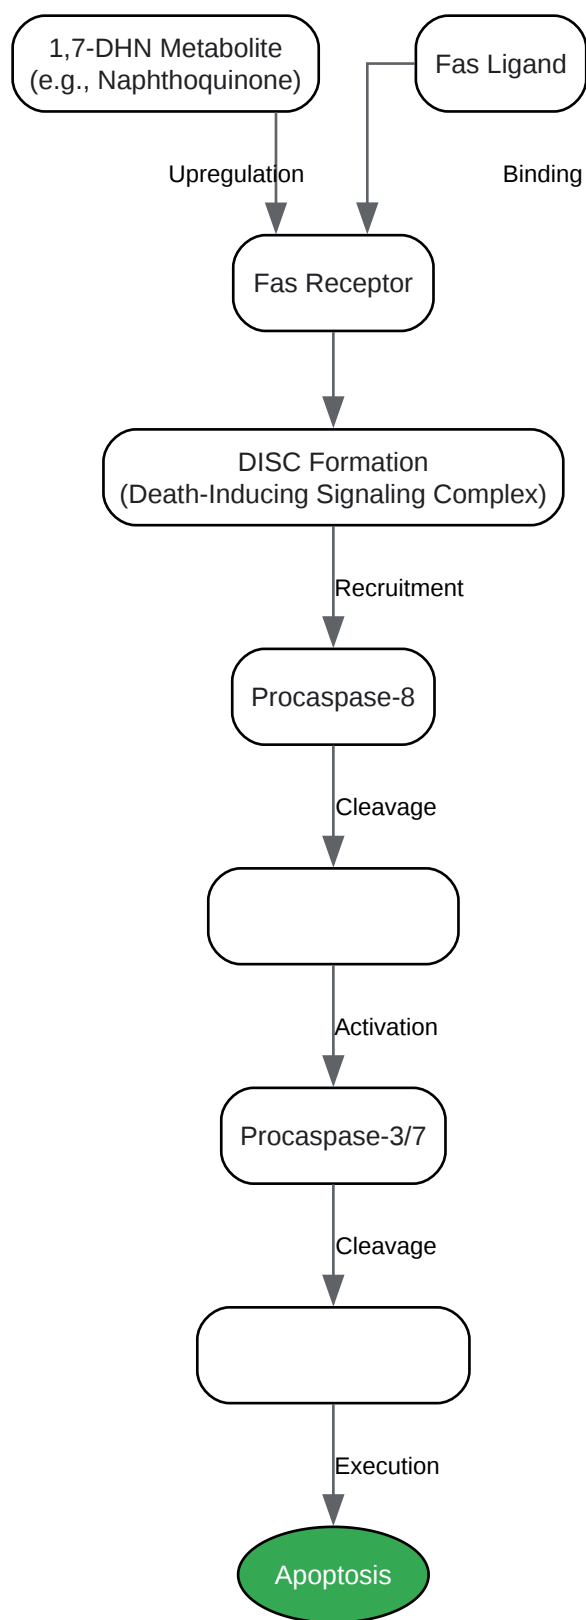 1,7-DHN Metabolite
(e.g., Naphthoquinone)
Fas Ligand
Upregulation
Binding
Fas Receptor
DISC Formation
(Death-Inducing Signaling Complex)
Recruitment
Procaspase-8
Cleavage
Activation
Procaspase-3/7
Cleavage
Execution
Apoptosis